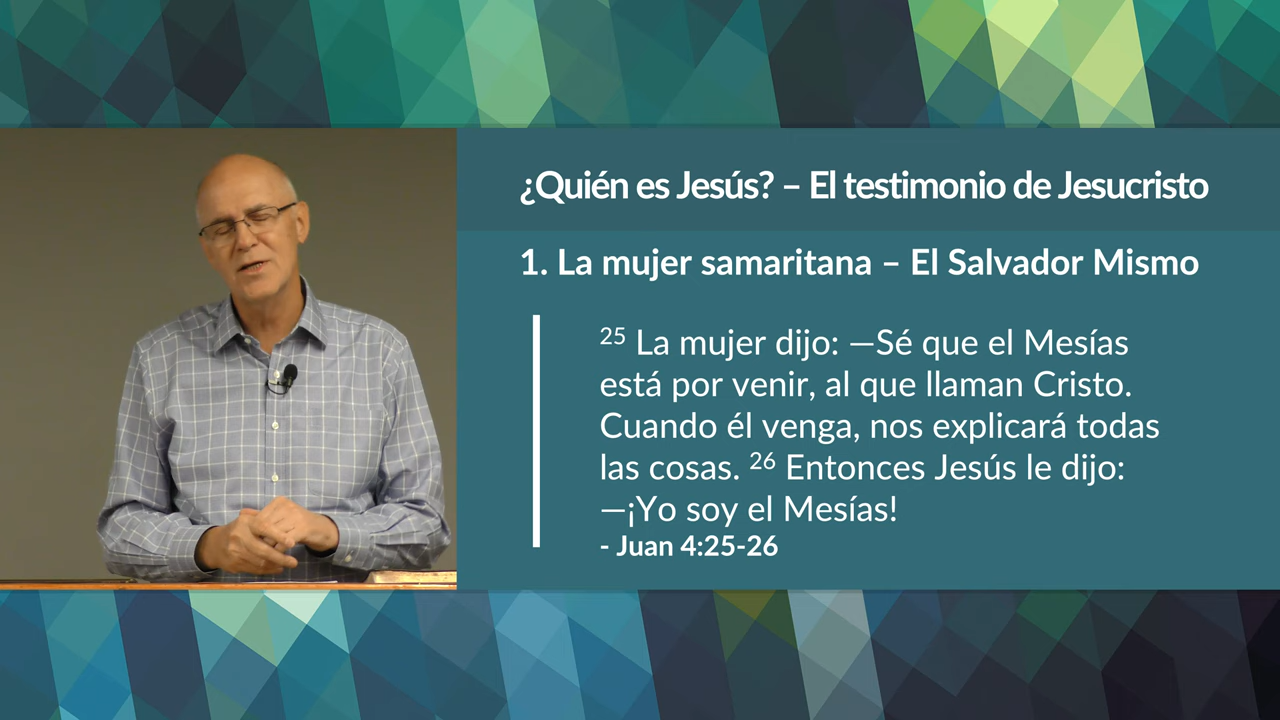 ¿Quién es Jesús? – El testimonio de Jesucristo
1. La mujer samaritana – El Salvador Mismo
25 La mujer dijo: —Sé que el Mesías
está por venir, al que llaman Cristo.
Cuando él venga, nos explicará todas
las cosas. 26 Entonces Jesús le dijo:
—¡Yo soy el Mesías!
- Juan 4:25-26